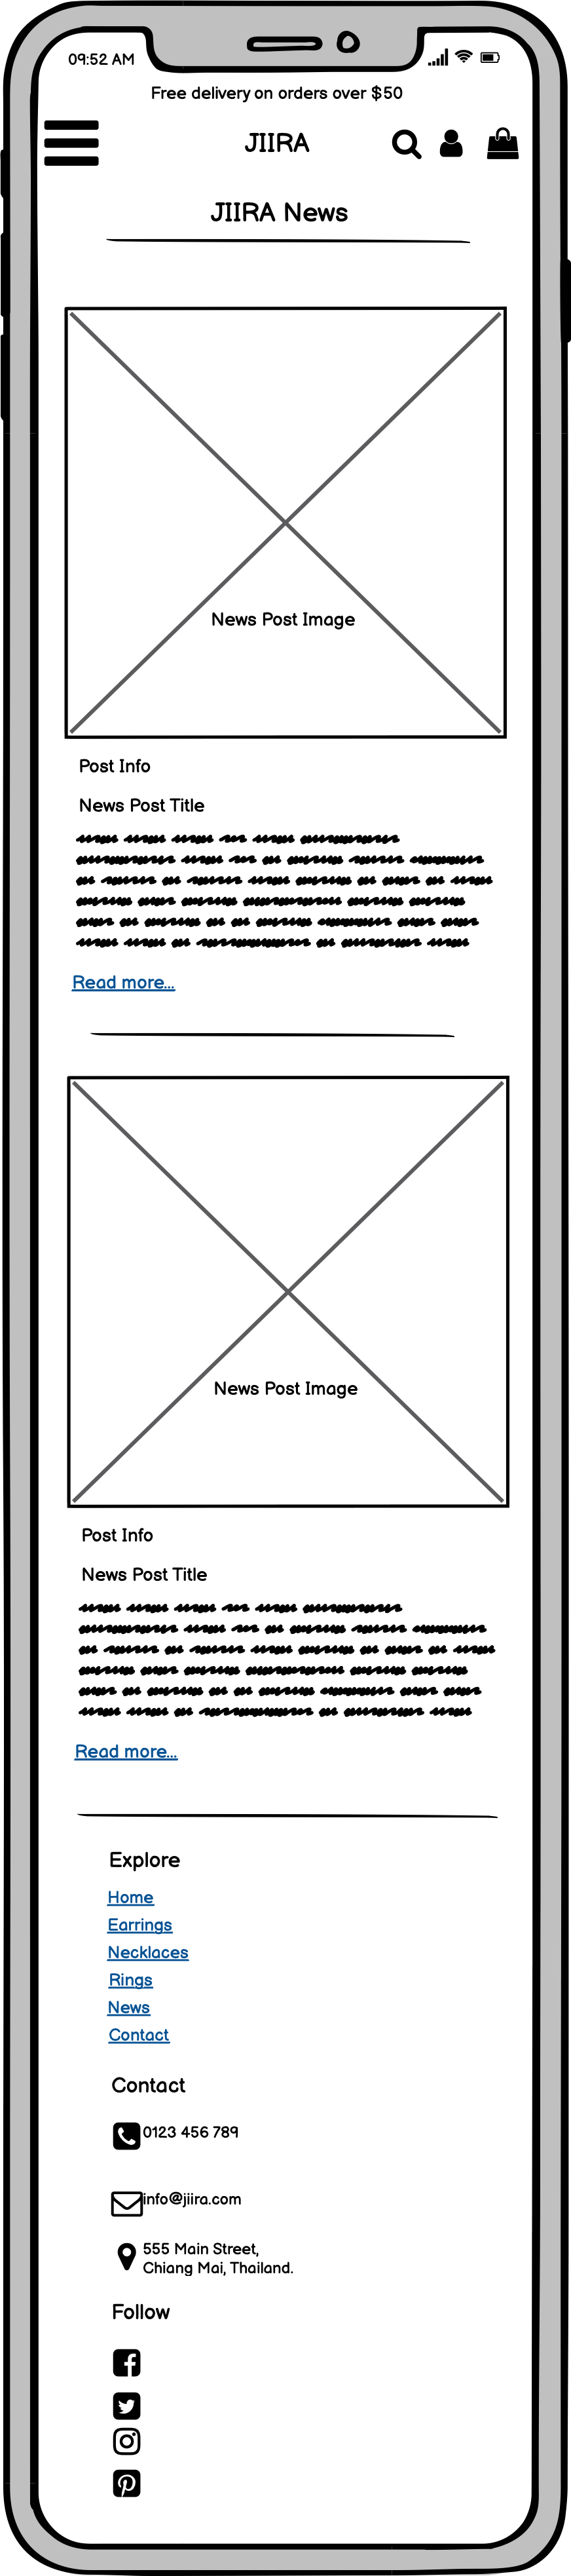 09:52 AM
Free delivery on orders over $50
JIIRA
JIIRA News
News Post Image
Post Info
News Post Title
Read more...
News Post Image
Post Info
News Post Title
Read more...
Explore
Home
Earrings
Necklaces
Rings
News
Contact
Contact
0123 456 789
info@jiira.com
555 Main Street,
Chiang Mai, Thailand.
Follow